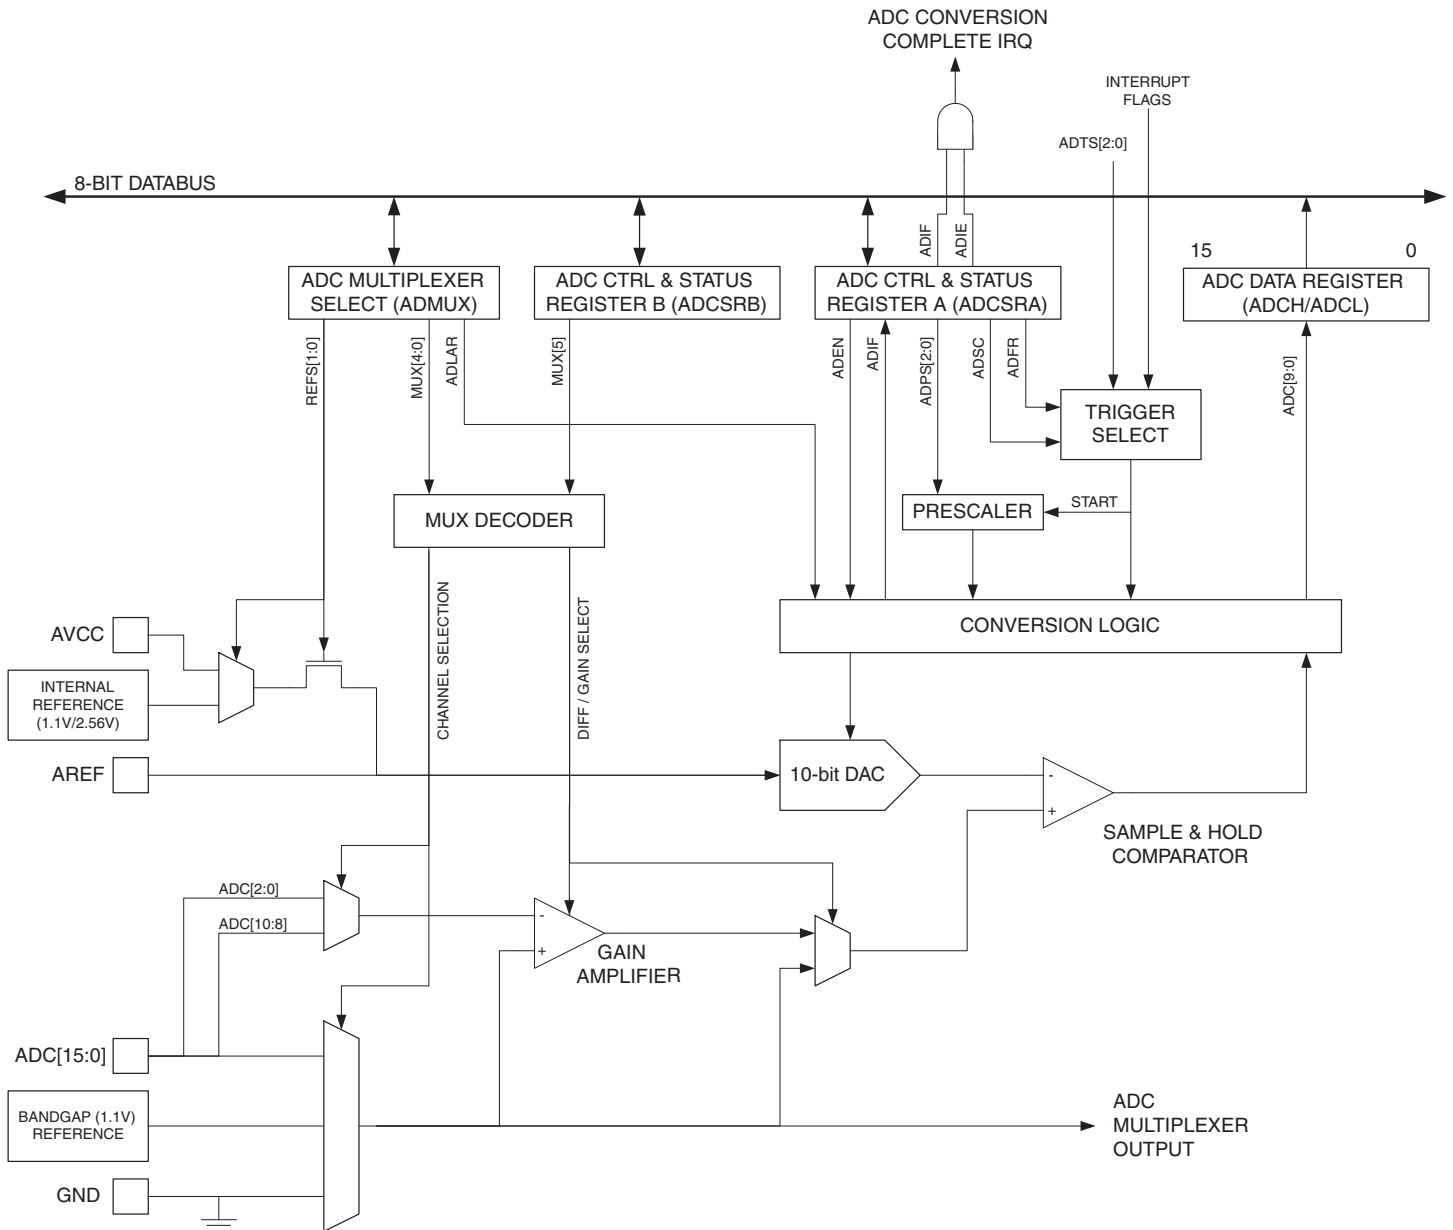 ADC CONVERSION
COMPLETE IRQ
INTERRUPT
FLAGS
ADTS[2:0]
8-BIT DATABUS
ADIF
ADIE
15
0
ADC MULTIPLEXER
SELECT (ADMUX)
ADC CTRL & STATUS
REGISTER B (ADCSRB)
ADC CTRL & STATUS
REGISTER A (ADCSRA)
ADC DATA REGISTER
(ADCH/ADCL)
REFS[1:0]
MUX[4:0]
ADLAR
MUX[5]
ADEN
ADIF
ADPS[2:0]
ADSC
ADFR
ADC[9:0]
TRIGGER
SELECT
MUX DECODER
PRESCALER
START
CHANNEL SELECTION
DIFF / GAIN SELECT
CONVERSION LOGIC
AVCC
INTERNAL
REFERENCE
(1.1V/2.56V)
AREF
10-bit DAC
-
+
SAMPLE & HOLD
COMPARATOR
ADC[2:0]
ADC[10:8]
-
+
GAIN
AMPLIFIER
ADC[15:0]
BANDGAP (1.1V)
REFERENCE
ADC
MULTIPLEXER
OUTPUT
GND